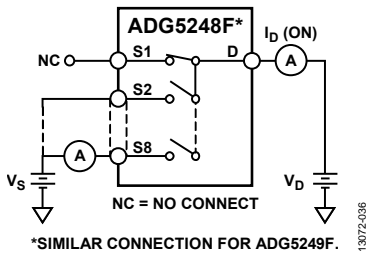 ADG5248F*
I_D (ON)
NC
S1
D
A
S2
A
S8
V_S
V_D
NC = NO CONNECT
*SIMILAR CONNECTION FOR ADG5249F.
13072-036